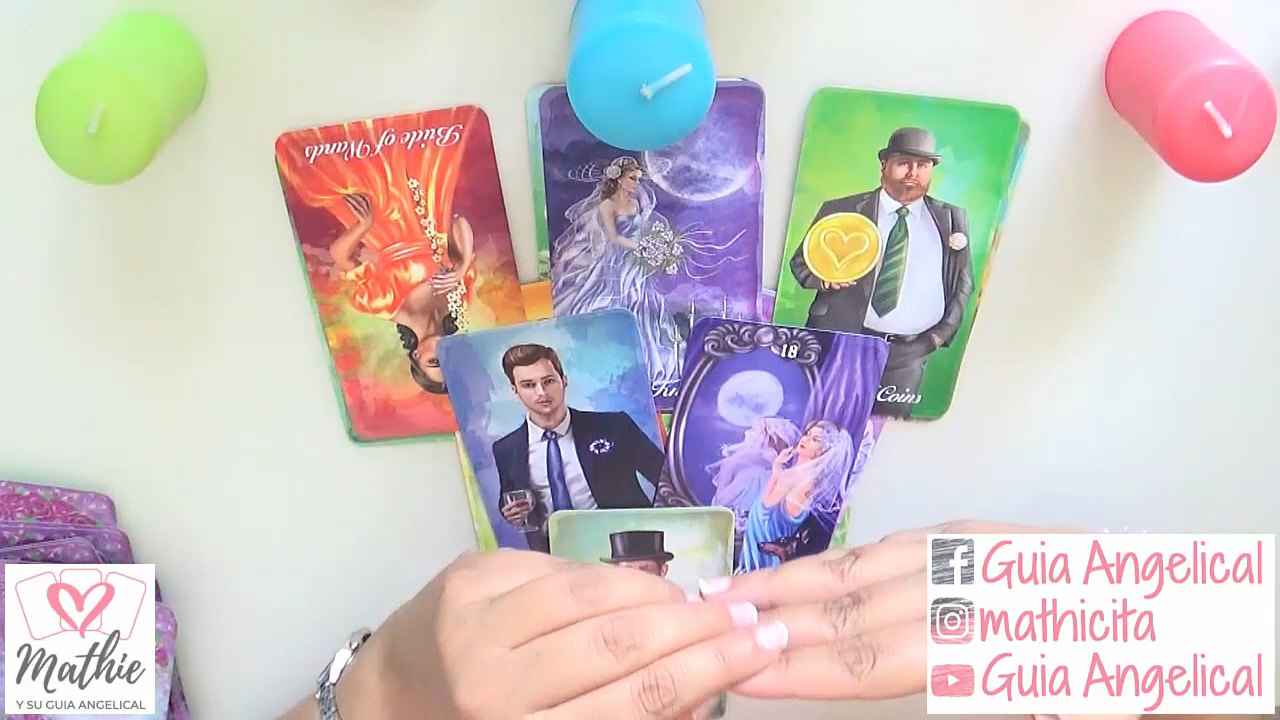 Bride of Wands
18
Coins
Mathie
Y SU GUIA ANGELICAL
Guia Angelical
mathicita
Guia Angelical